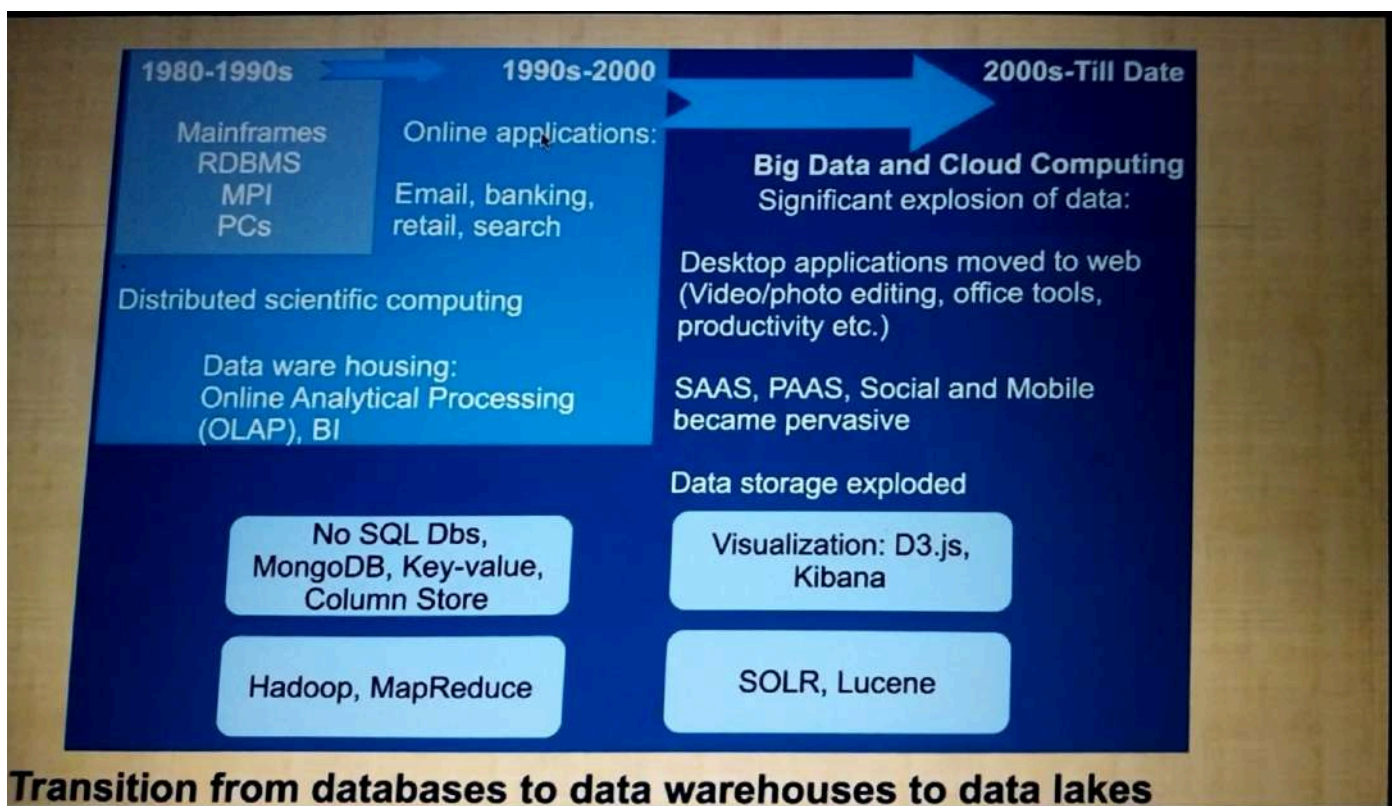 1980-1990s
Mainframes
RDBMS
MPI
PCs
1990s-2000
Online applications:
Email, banking,
retail, search
Distributed scientific computing
Data ware housing:
Online Analytical Processing
(OLAP), BI
2000s-Till Date
Big Data and Cloud Computing
Significant explosion of data:
Desktop applications moved to web
(Video/photo editing, office tools,
productivity etc.)
SAAS, PAAS, Social and Mobile
became pervasive
Data storage exploded
No SQL Dbs,
MongoDB, Key-value,
Column Store
Visualization: D3.js,
Kibana
Hadoop, MapReduce
SOLR, Lucene
Transition from databases to data warehouses to data lakes